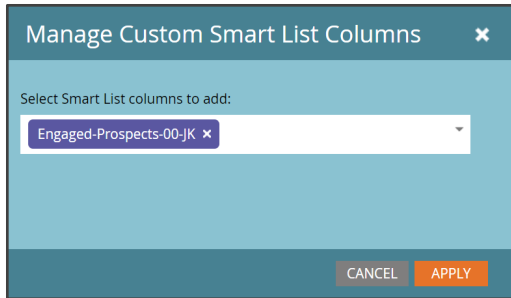 Manage Custom Smart List Columns ×
Select Smart List columns to add:
Engaged-Prospects-00-JK ×
CANCEL APPLY